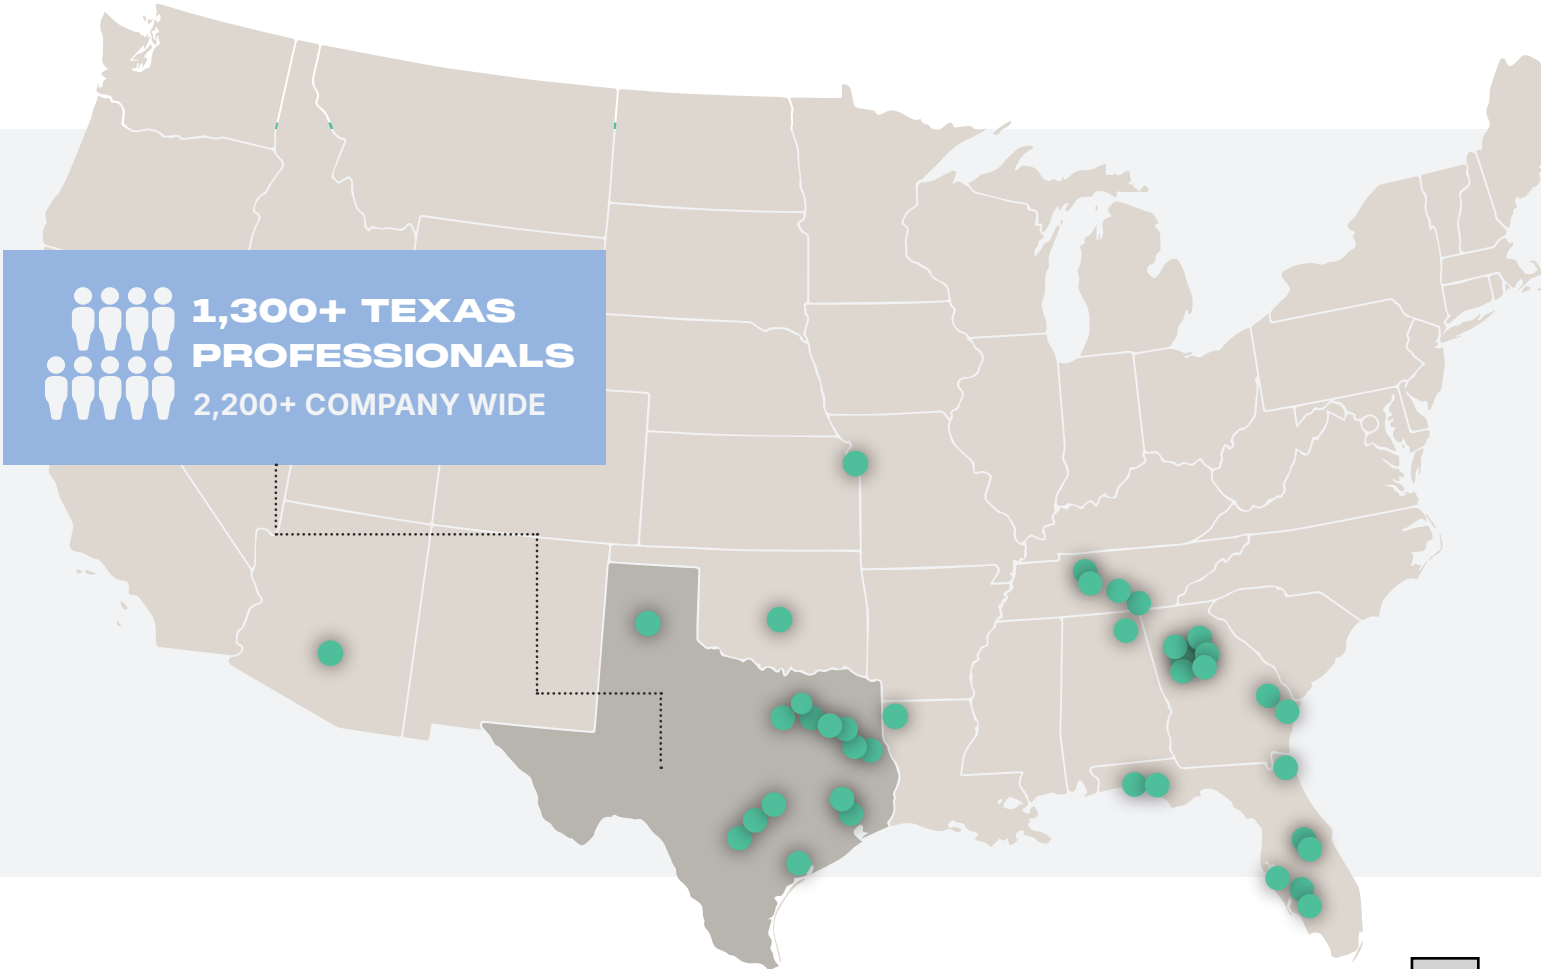 1,300+ TEXAS
PROFESSIONALS
2,200+ COMPANY WIDE